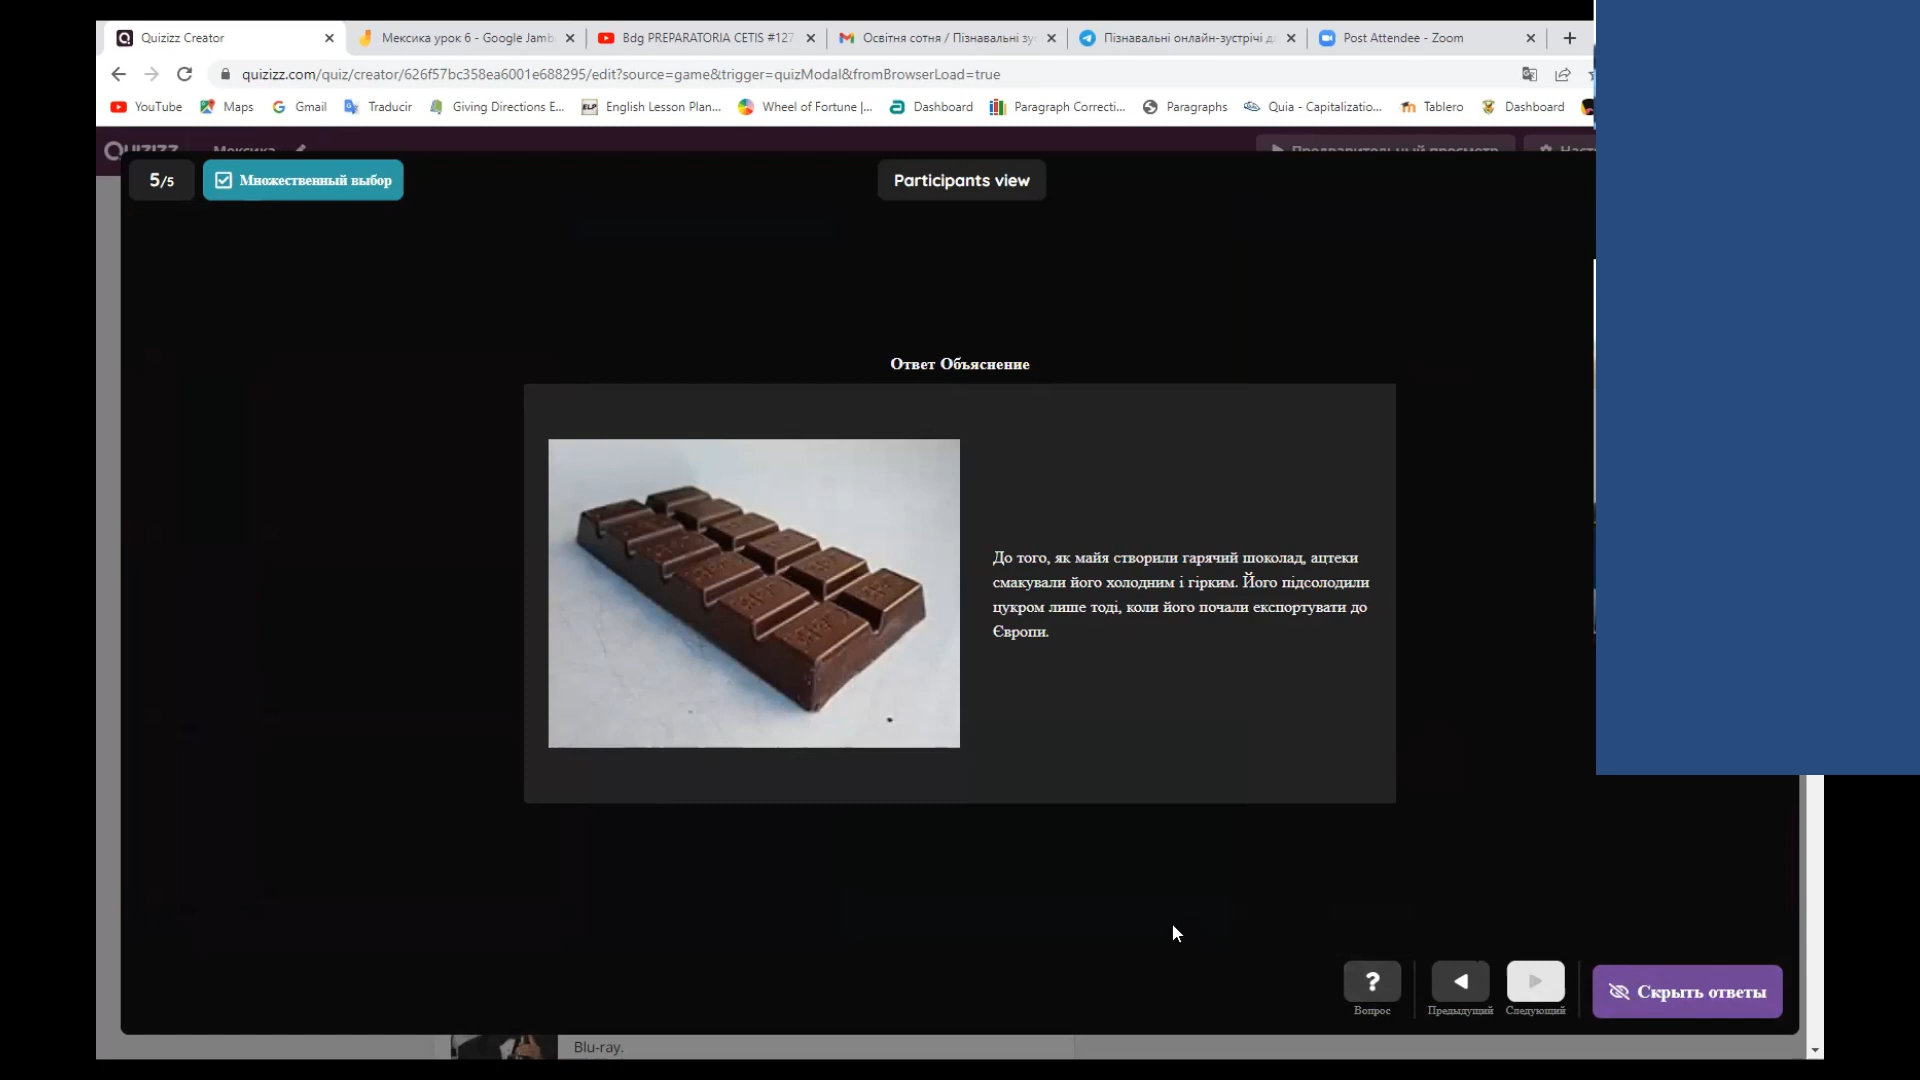 Quizizz Creator
Мексика урок 6 - Google Jamb
Bdg PREPARATORIA CETIS #127
Освітня сотня / Пізнавальні зу
Пізнавальні онлайн-зустрічі д
Post Attendee - Zoom
quizizz.com/quiz/creator/626f57bc358ea6001e688295/edit?source=game&trigger=quizModal&fromBrowserLoad=true
YouTube
Maps
Gmail
Traducir
Giving Directions E...
English Lesson Plan...
Wheel of Fortune |...
Dashboard
Paragraph Correcti...
Paragraphs
Quia - Capitalizatio...
Tablero
Dashboard
5/5
Множественный выбор
Participants view
Ответ Объяснение
До того, як майя створили гарячий шоколад, ацтеки
смакували його холодним і гірким. Його підсолодили
цукром лише тоді, коли його почали експортувати до
Європи.
?
Вопрос
Предыдущий
Следующий
Скрыть ответы
Blu-ray.